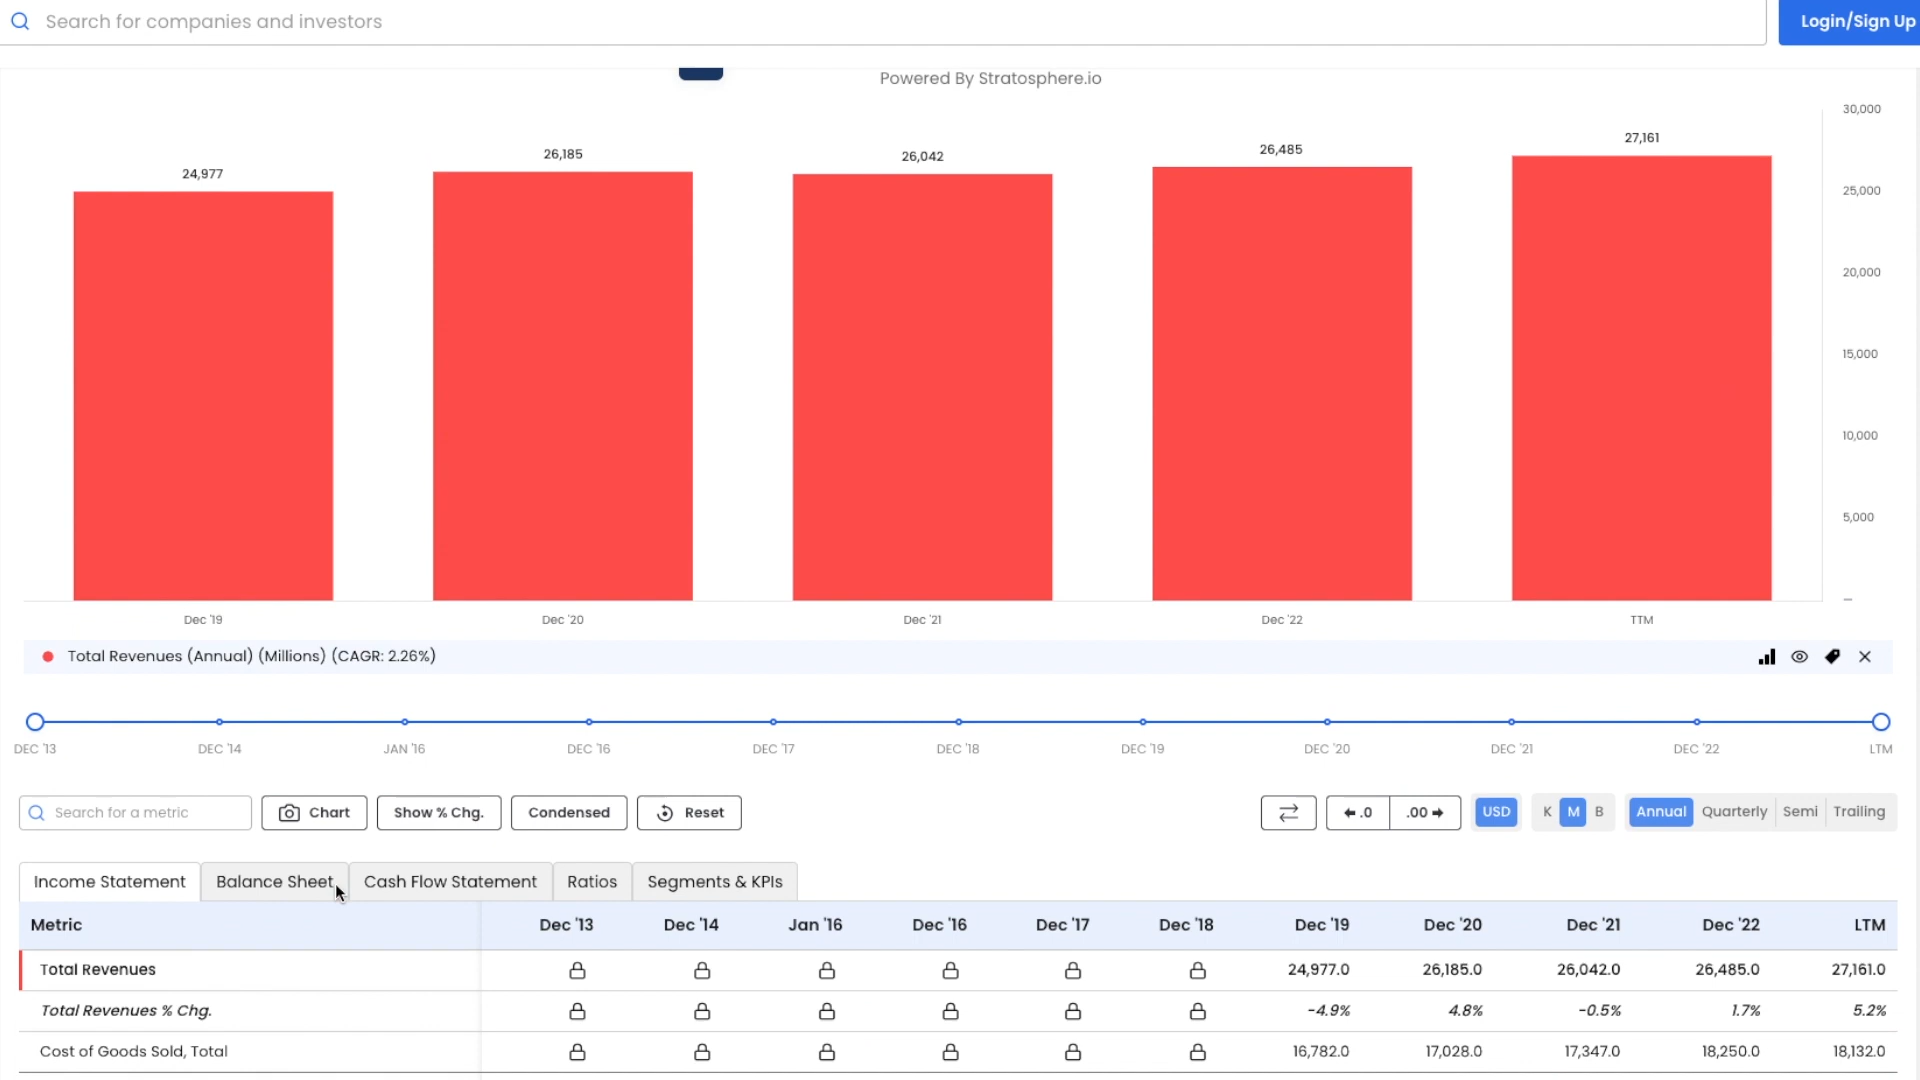 Search for companies and investors
Login/Sign Up
Powered By Stratosphere.io
30,000
25,000
20,000
15,000
10,000
5,000
—
24,977
26,185
26,042
26,485
27,161
Dec '19 Dec '20 Dec '21 Dec '22 TTM
Total Revenues (Annual) (Millions) (CAGR: 2.26%)
DEC '13 DEC '14 JAN '16 DEC '16 DEC '17 DEC '18 DEC '19 DEC '20 DEC '21 DEC '22 LTM
Search for a metric Chart Show % Chg. Condensed Reset .0 .00 USD K M B Annual Quarterly Semi Trailing
Income Statement Balance Sheet Cash Flow Statement Ratios Segments & KPIs
Metric Dec '13 Dec '14 Jan '16 Dec '16 Dec '17 Dec '18 Dec '19 Dec '20 Dec '21 Dec '22 LTM
Total Revenues 24,977.0 26,185.0 26,042.0 26,485.0 27,161.0
Total Revenues % Chg. -4.9% 4.8% -0.5% 1.7% 5.2%
Cost of Goods Sold, Total 16,782.0 17,028.0 17,347.0 18,250.0 18,132.0